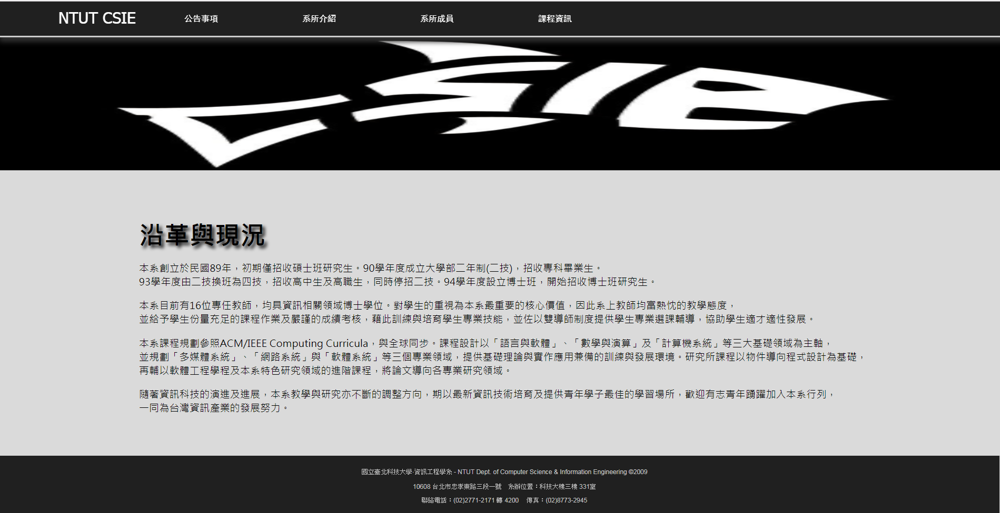 NTUT CSIE
公告事項
系所介紹
系所成員
課程資訊
csie
沿革與現況
本系創立於民國89年，初期僅招收碩士班研究生。90學年度成立大學部二年制(二技)，招收專科畢業生。
93學年度由二技換班為四技，招收高中生及高職生，同時停招二技。94學年度設立博士班，開始招收博士班研究生。
本系目前有16位專任教師，均具資訊相關領域博士學位。對學生的重視為本系最重要的核心價值，因此系上教師均富熱忱的教學態度，
並給予學生份量充足的課程作業及嚴謹的成績考核，藉此訓練與培育學生專業技能，並佐以雙導師制度提供學生專業選課輔導，協助學生適才適性發展。
本系課程規劃參照ACM/IEEE Computing Curricula，與全球同步。課程設計以「語言與軟體」、「數學與演算」及「計算機系統」等三大基礎領域為主軸，
並規劃「多媒體系統」、「網路系統」與「軟體系統」等三個專業領域，提供基礎理論與實作應用兼備的訓練與發展環境。研究所課程以物件導向程式設計為基礎，
再輔以軟體工程學程及本系特色研究領域的進階課程，將論文導向各專業研究領域。
隨著資訊科技的演進及進展，本系教學與研究亦不斷的調整方向，期以最新資訊技術培育及提供青年學子最佳的學習場所，歡迎有志青年踴躍加入本系行列，
一同為台灣資訊產業的發展努力。
國立臺北科技大學‧資訊工程學系 - NTUT Dept. of Computer Science & Information Engineering ©2009
10608 台北市忠孝東路三段一號　系辦位置：科技大樓三樓 331室
聯絡電話：(02)2771-2171 轉 4200　傳真：(02)8773-2945